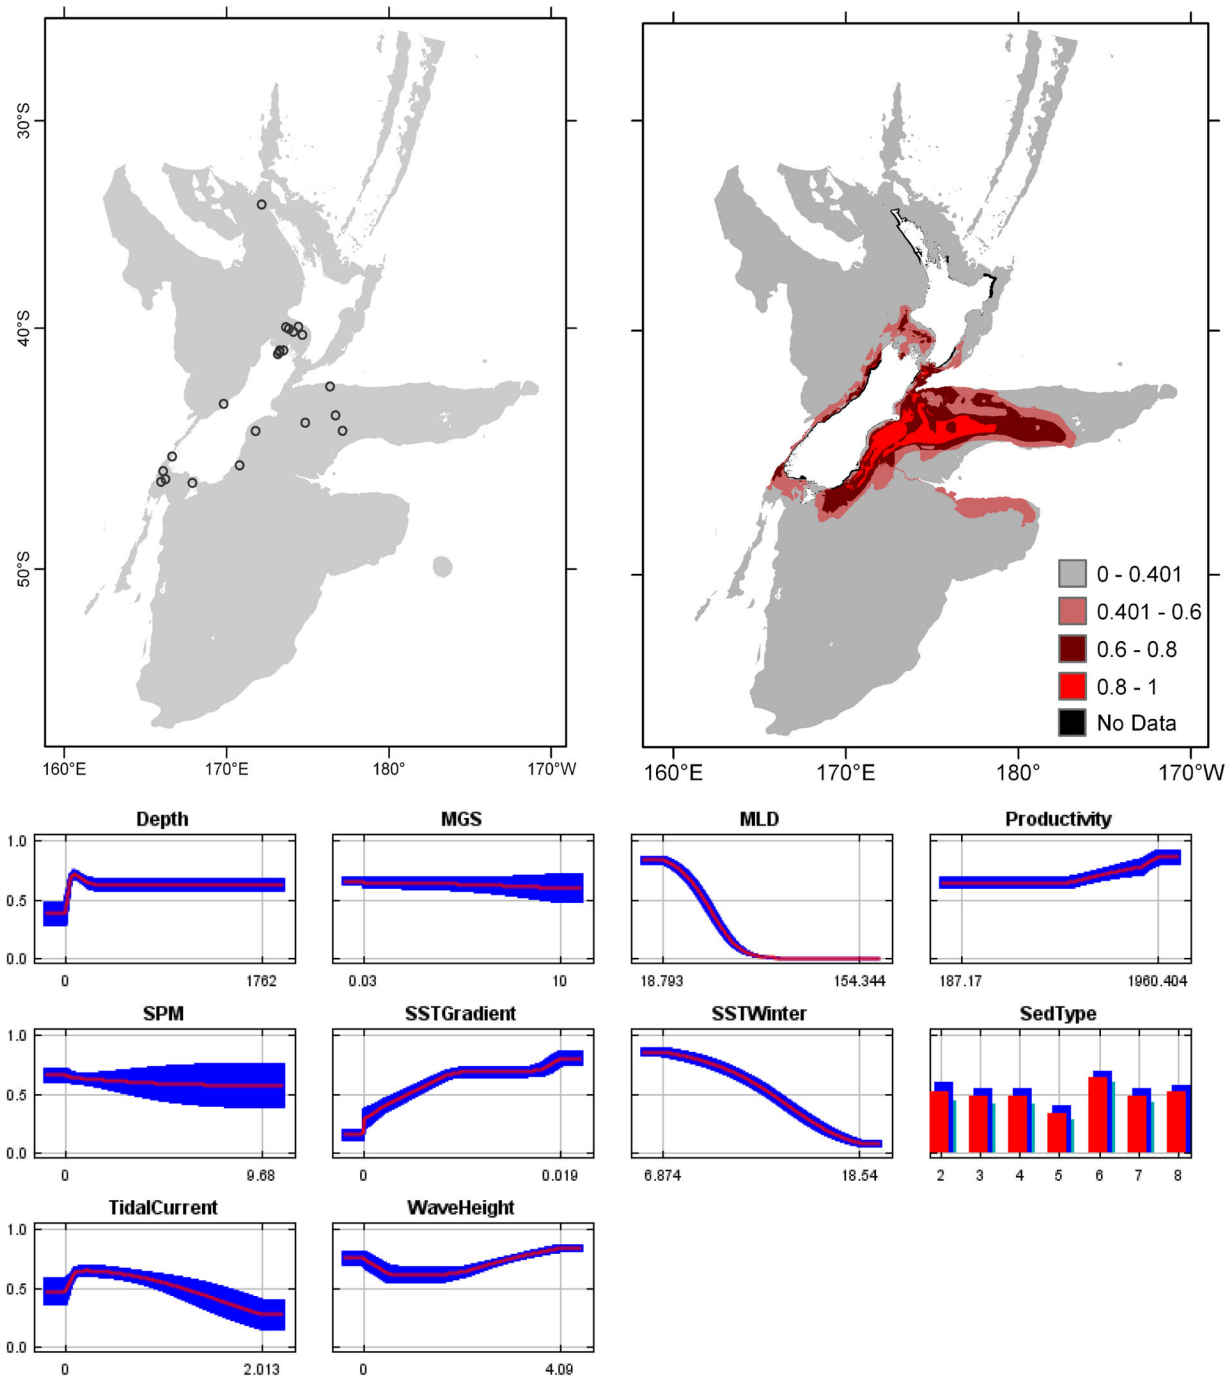 30°S
40°S
50°S
160°E 170°E 180° 170°W
0 - 0.401
0.401 - 0.6
0.6 - 0.8
0.8 - 1
No Data
160°E 170°E 180° 170°W
Depth MGS MLD Productivity
1.0
0.5
0.0
0 1762 0.03 10 18.793 154.344 187.17 1960.404
SPM SSTGradient SSTWinter SedType
1.0
0.5
0.0
0 9.68 0 0.019 6.874 18.54 2 3 4 5 6 7 8
TidalCurrent WaveHeight
1.0
0.5
0.0
0 2.013 0 4.09